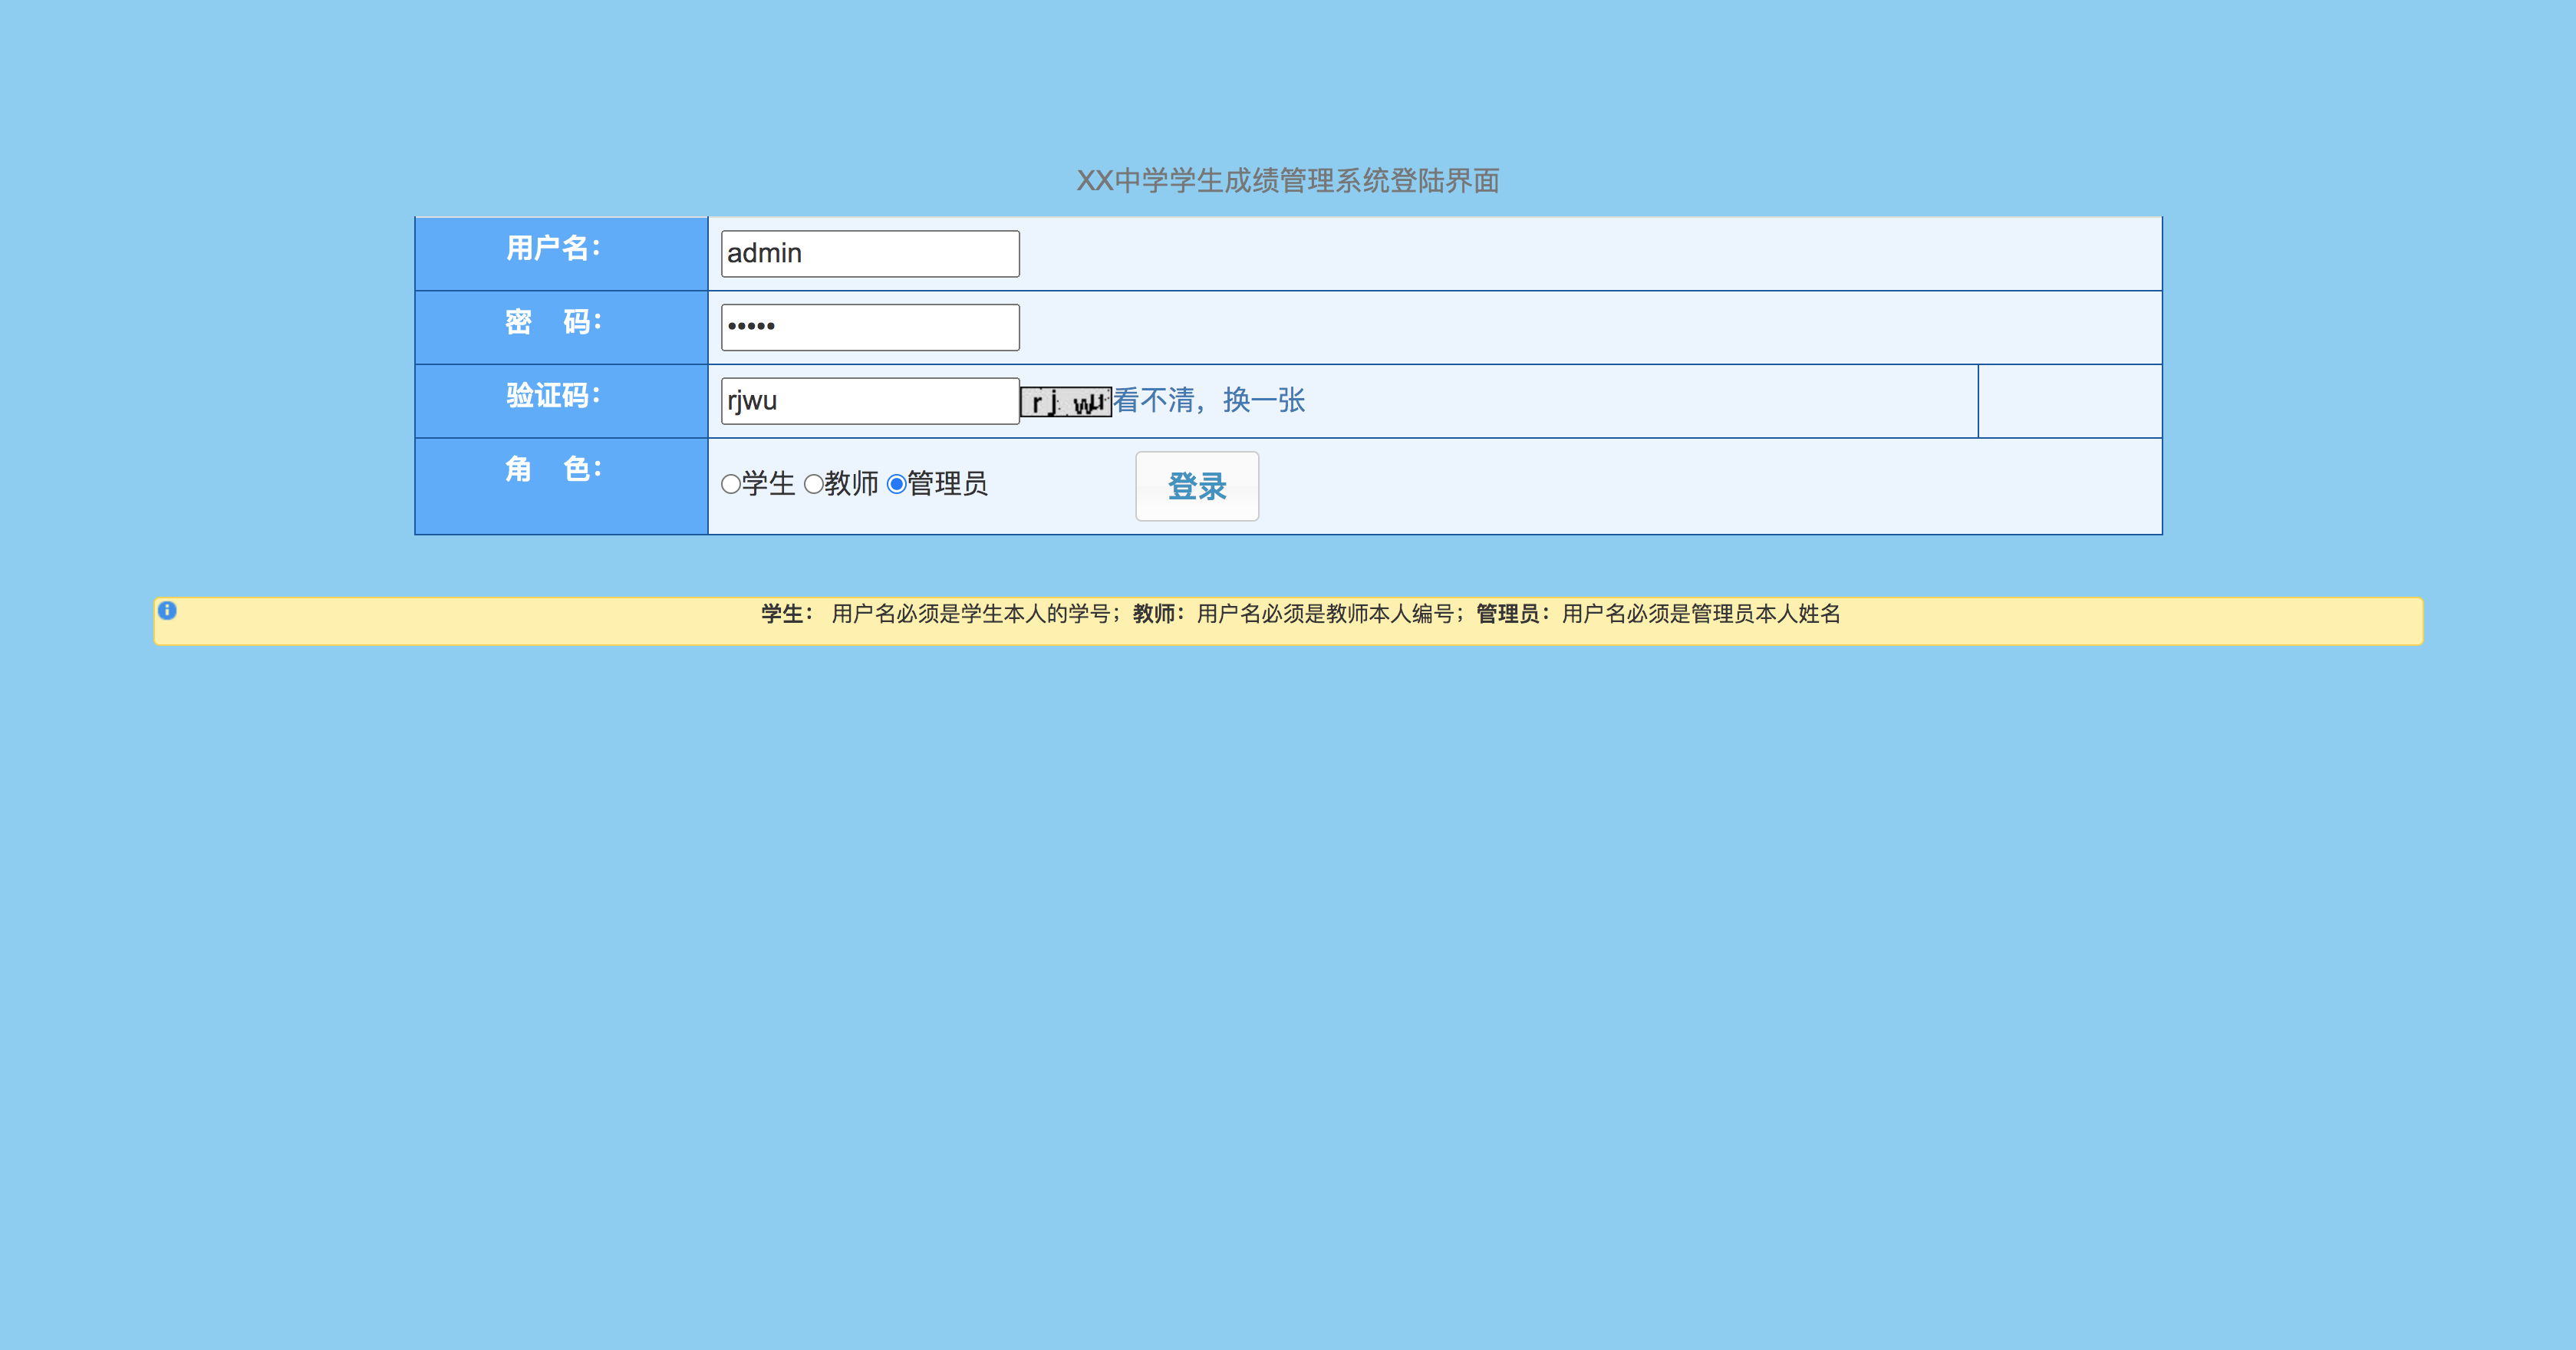 XX中学学生成绩管理系统登陆界面
用户名： admin
密 码： •••••
验证码： rjwu rjwu 看不清，换一张
角 色： 学生 教师 管理员 登录
学生： 用户名必须是学生本人的学号；教师：用户名必须是教师本人编号；管理员：用户名必须是管理员本人姓名